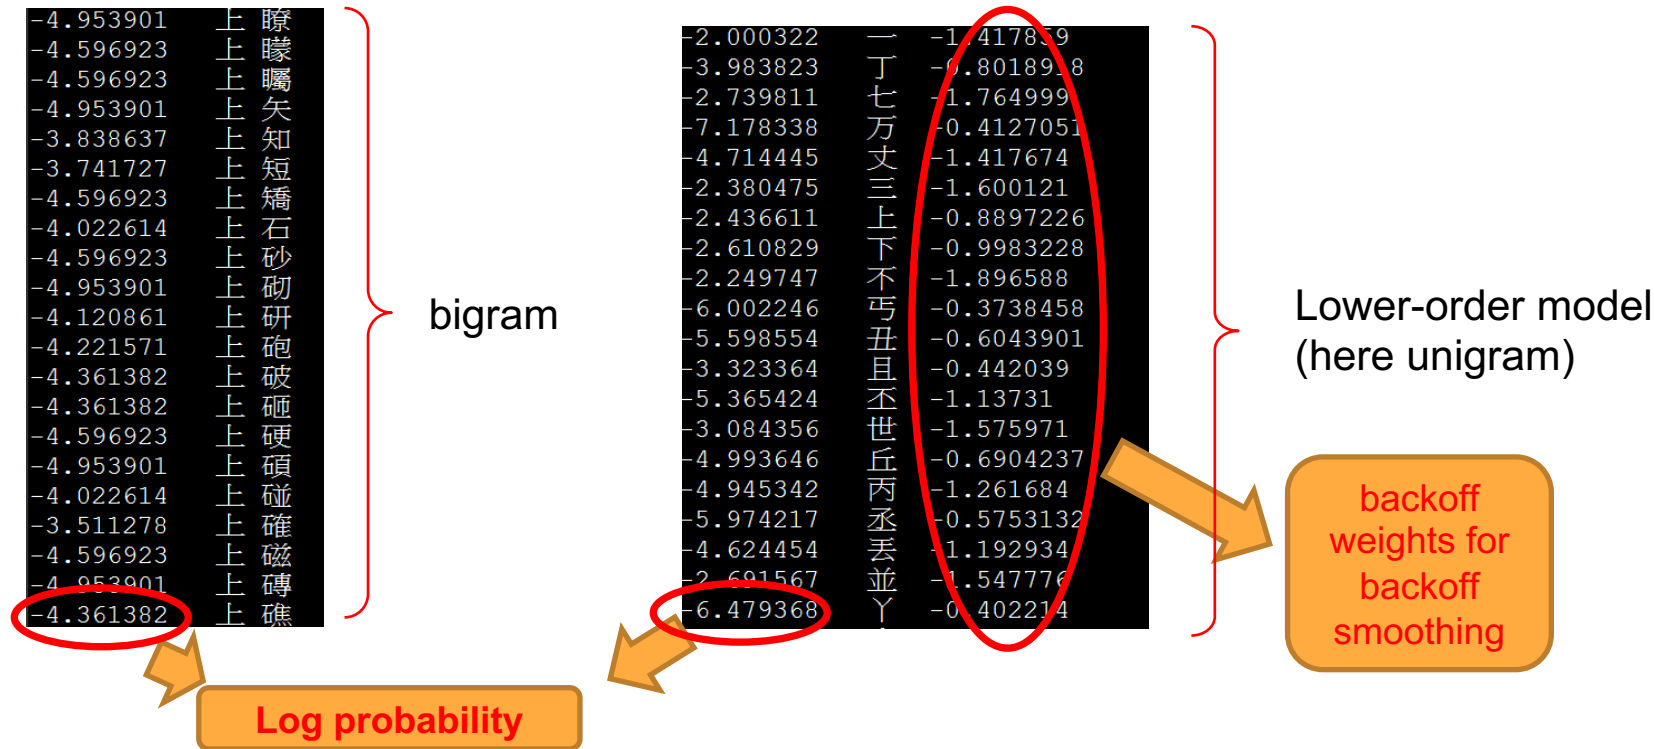 -4.953901 上 瞭
-4.596923 上 矇
-4.596923 上 矚
-4.953901 上 矢
-3.838637 上 知
-3.741727 上 短
-4.596923 上 矯
-4.022614 上 石
-4.596923 上 砂
-4.953901 上 砌
-4.120861 上 研
-4.221571 上 砲
-4.361382 上 破
-4.361382 上 砸
-4.596923 上 硬
-4.953901 上 碩
-4.022614 上 碰
-3.511278 上 確
-4.596923 上 磁
-4.953901 上 磚
-4.361382 上 礁
bigram
-2.000322 一 -1.417859
-3.983823 丁 -0.8018918
-2.739811 七 -1.764999
-7.178338 万 -0.4127051
-4.714445 丈 -1.417674
-2.380475 三 -1.600121
-2.436611 上 -0.8897226
-2.610829 下 -0.9983228
-2.249747 不 -1.896588
-6.002246 丐 -0.3738458
-5.598554 丑 -0.6043901
-3.323364 且 -0.442039
-5.365424 丕 -1.13731
-3.084356 世 -1.575971
-4.993646 丘 -0.6904237
-4.945342 丙 -1.261684
-5.974217 丞 -0.5753132
-4.624454 丟 -1.192934
-2.691567 並 -1.547776
-6.479368 丫 -0.402214
Lower-order model
(here unigram)
backoff
weights for
backoff
smoothing
Log probability